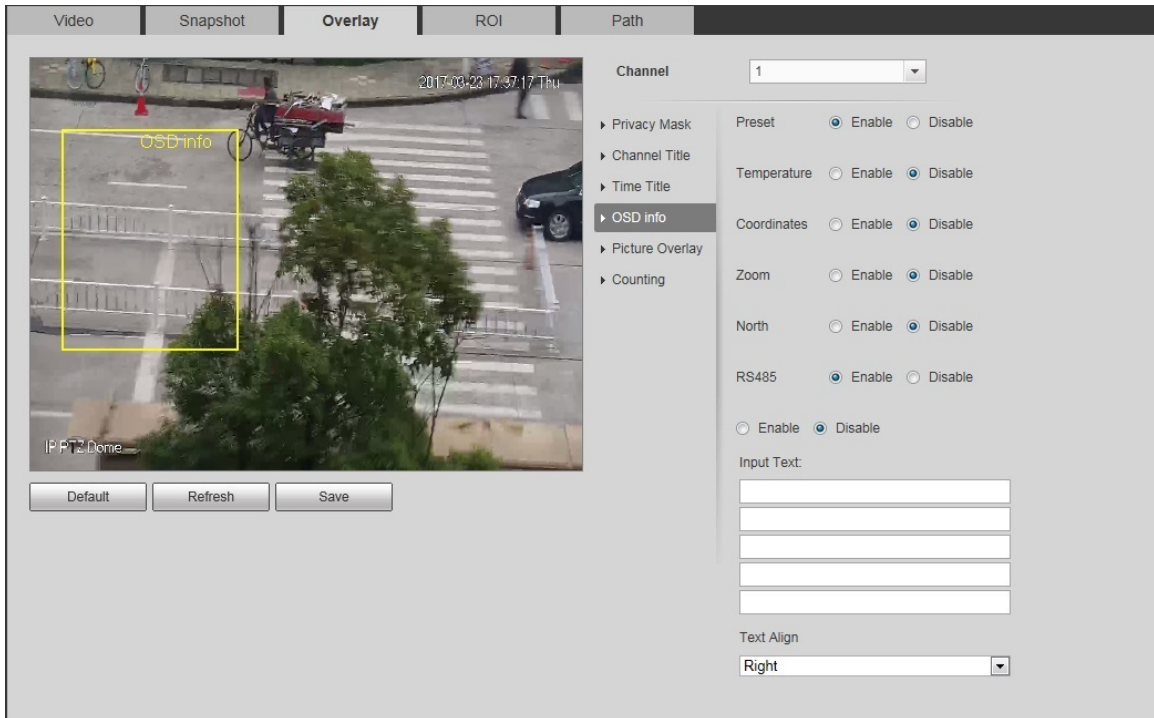 Video Snapshot Overlay ROI Path
2017-03-23 17:37:17 Thu
OSD info
IP PTZ Dome
Default Refresh Save
Channel 1
Privacy Mask
Channel Title
Time Title
OSD info
Picture Overlay
Counting
Preset Enable Disable
Temperature Enable Disable
Coordinates Enable Disable
Zoom Enable Disable
North Enable Disable
RS485 Enable Disable
Enable Disable
Input Text:
Text Align
Right